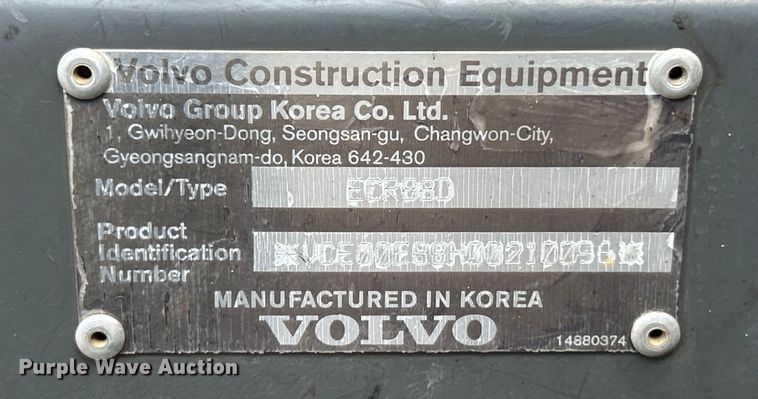 Volvo Construction Equipment
Volvo Group Korea Co. Ltd.
1, Gwihyeon-Dong, Seongsan-gu, Changwon-City,
Gyeongsangnam-do, Korea 642-430
Model/Type ECR88D
Product
Identification
Number
MANUFACTURED IN KOREA
VOLVO
14880374
Purple Wave Auction